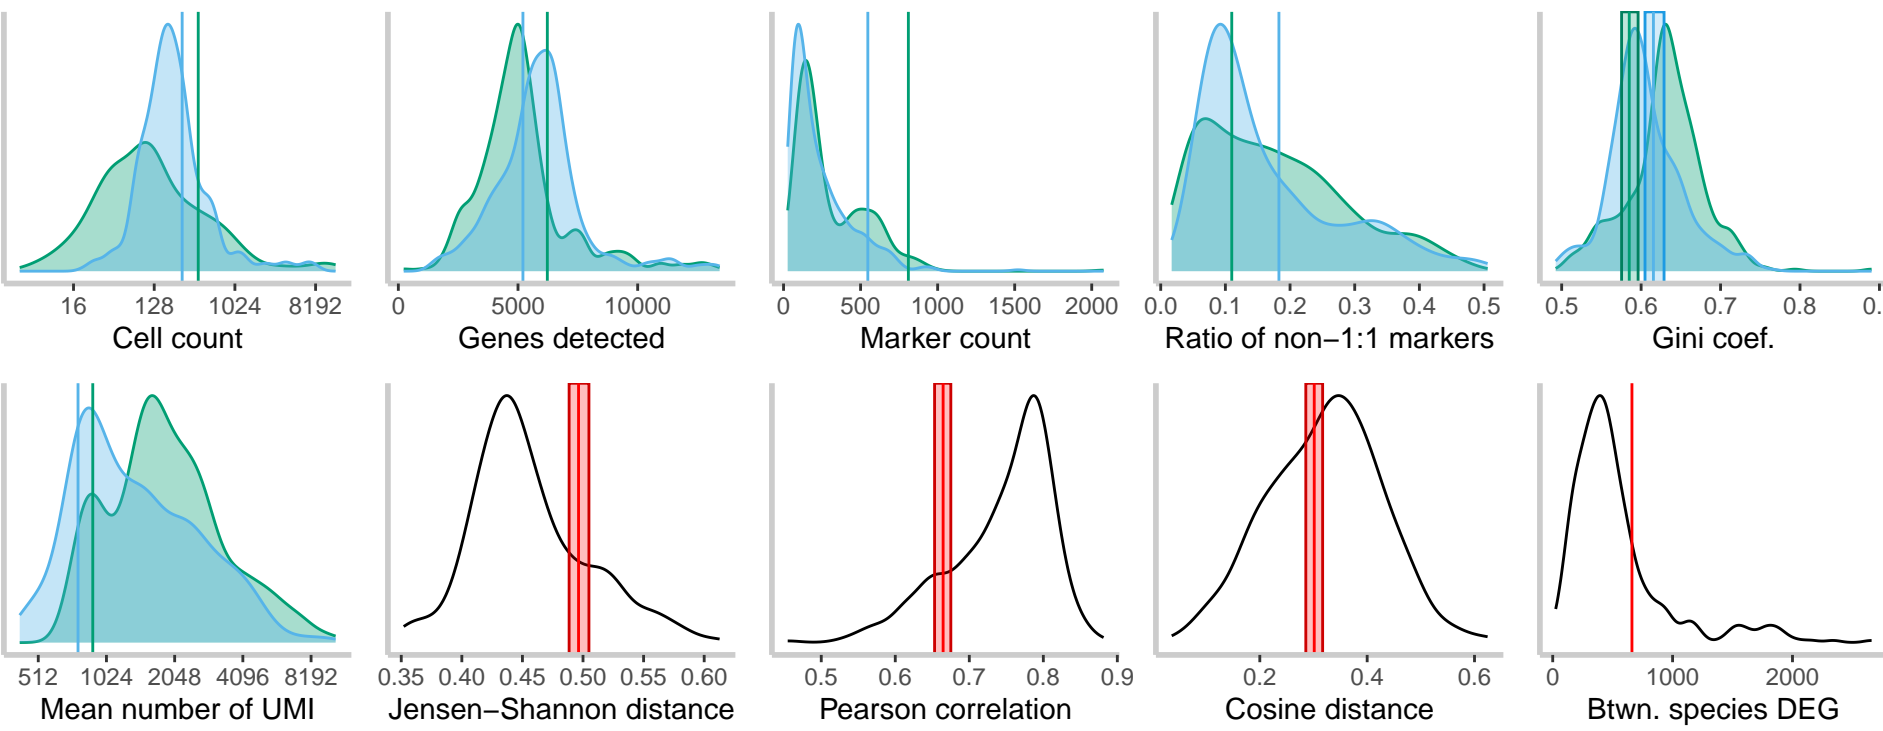 16 128 1024 8192
Cell count
0 5000 10000
Genes detected
0 500 1000 1500 2000
Marker count
0.0 0.1 0.2 0.3 0.4 0.5
Ratio of non−1:1 markers
0.5 0.6 0.7 0.8 0.
Gini coef.
512 1024 2048 4096 8192
Mean number of UMI
0.35 0.40 0.45 0.50 0.55 0.60
Jensen−Shannon distance
0.5 0.6 0.7 0.8 0.9
Pearson correlation
0.2 0.4 0.6
Cosine distance
0 1000 2000
Btwn. species DEG